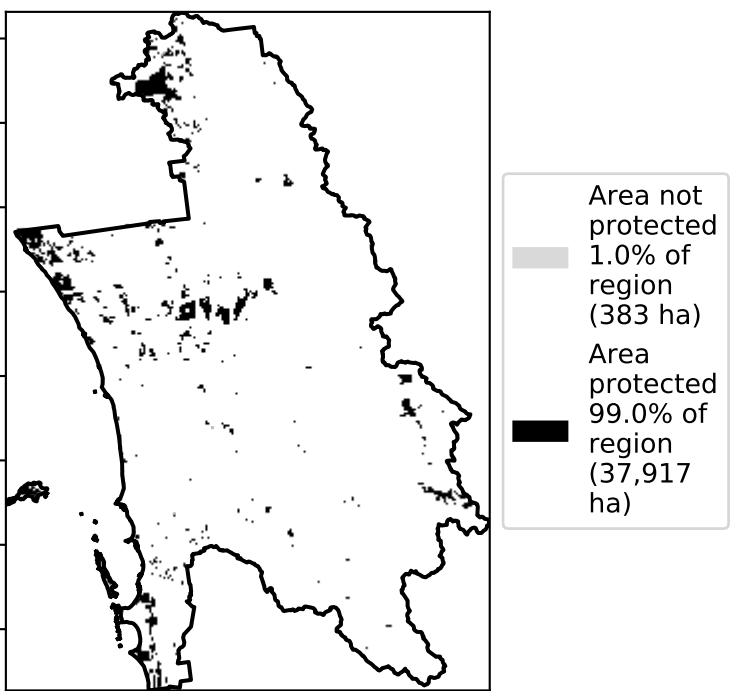 Area not
protected
1.0% of
region
(383 ha)
Area
protected
99.0% of
region
(37,917
ha)